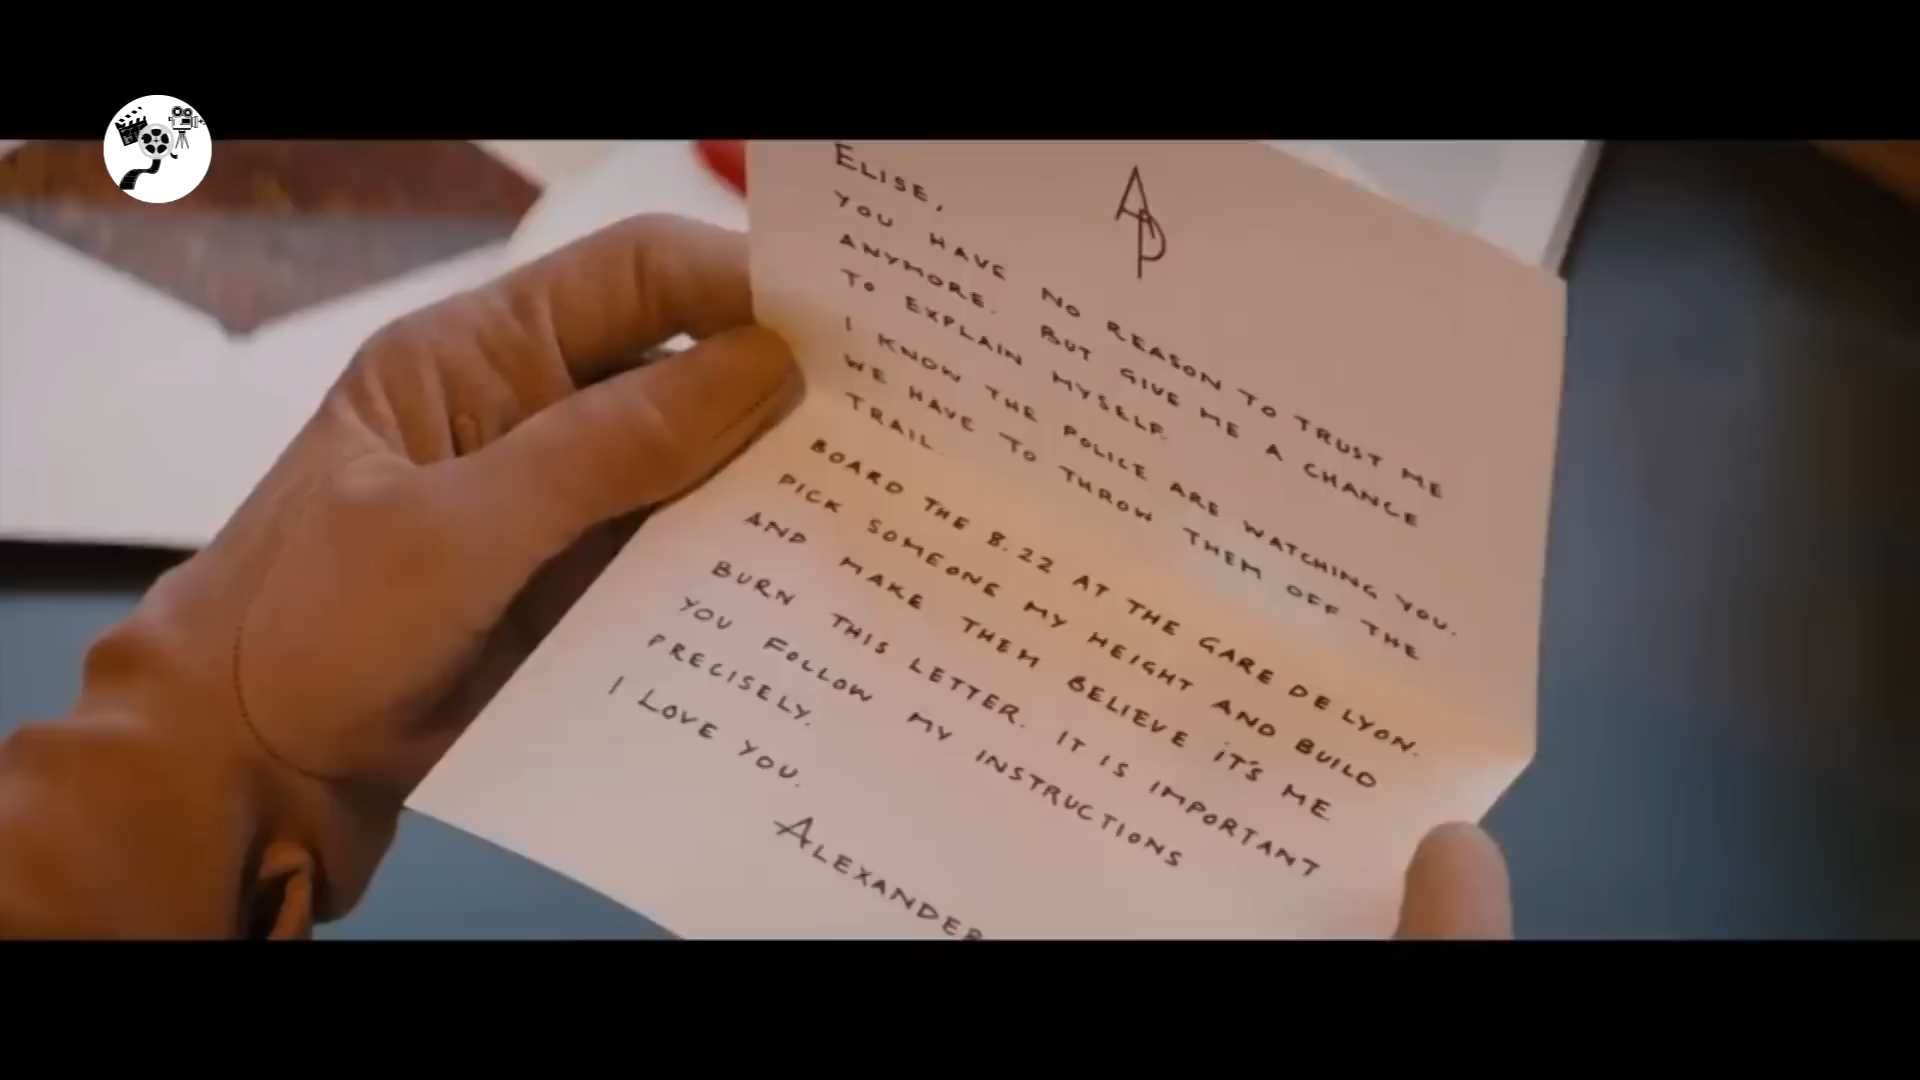 AP
ELISE,
YOU HAVE NO REASON TO TRUST ME
ANYMORE. BUT GIVE ME A CHANCE
TO EXPLAIN MYSELF.
I KNOW THE POLICE ARE WATCHING YOU.
WE HAVE TO THROW THEM OFF THE
TRAIL.
BOARD THE 8.22 AT THE GARE DE LYON.
PICK SOMEONE MY HEIGHT AND BUILD
AND MAKE THEM BELIEVE IT'S ME
BURN THIS LETTER. IT IS IMPORTANT
YOU FOLLOW MY INSTRUCTIONS
PRECISELY.
I LOVE YOU.
ALEXANDER